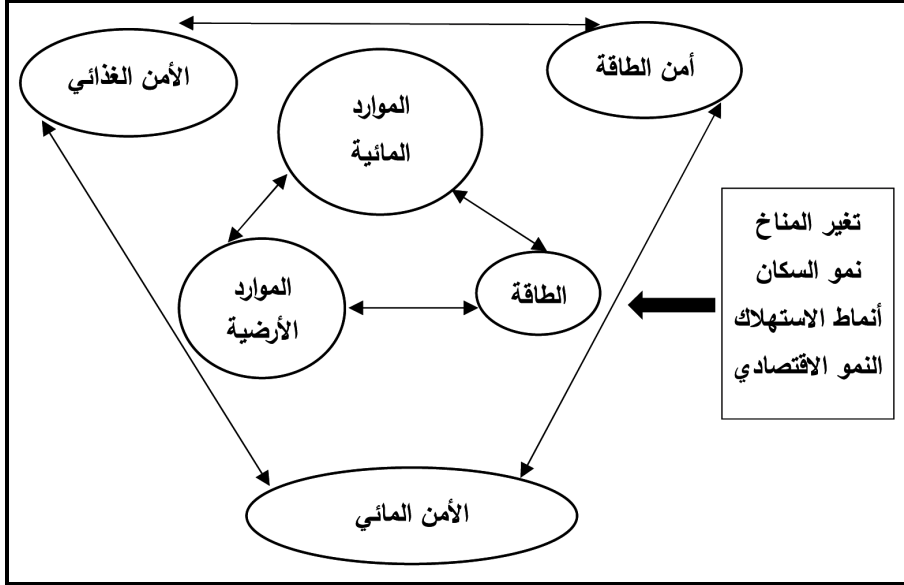 أمن الطاقة
الأمن الغذائي
الموارد
المائية
الطاقة
الموارد
الأرضية
تغير المناخ
نمو السكان
أنماط الاستهلاك
النمو الاقتصادي
الأمن المائي